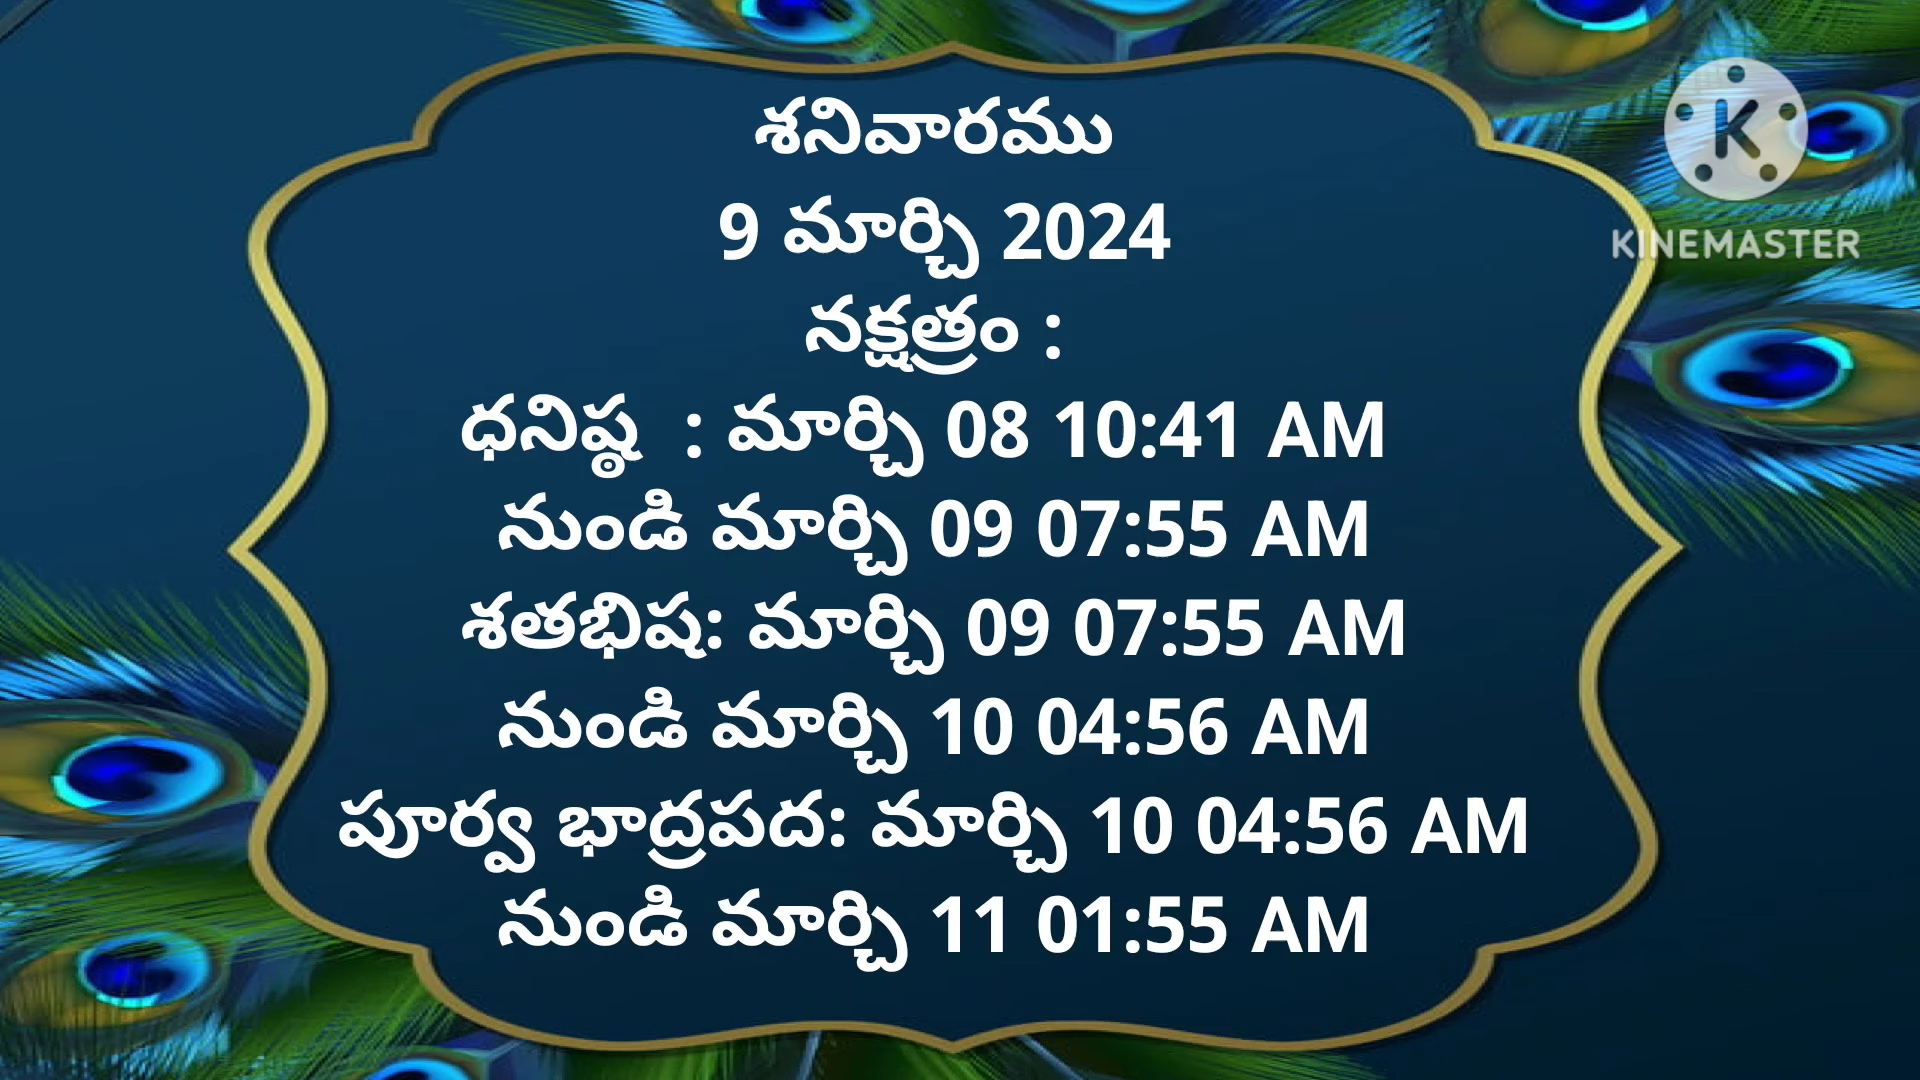 శనివారము
9 మార్చి 2024
నక్షత్రం :
ధనిష్ఠ : మార్చి 08 10:41 AM
నుండి మార్చి 09 07:55 AM
శతభిష: మార్చి 09 07:55 AM
నుండి మార్చి 10 04:56 AM
పూర్వ భాద్రపద: మార్చి 10 04:56 AM
నుండి మార్చి 11 01:55 AM
K
KINEMASTER